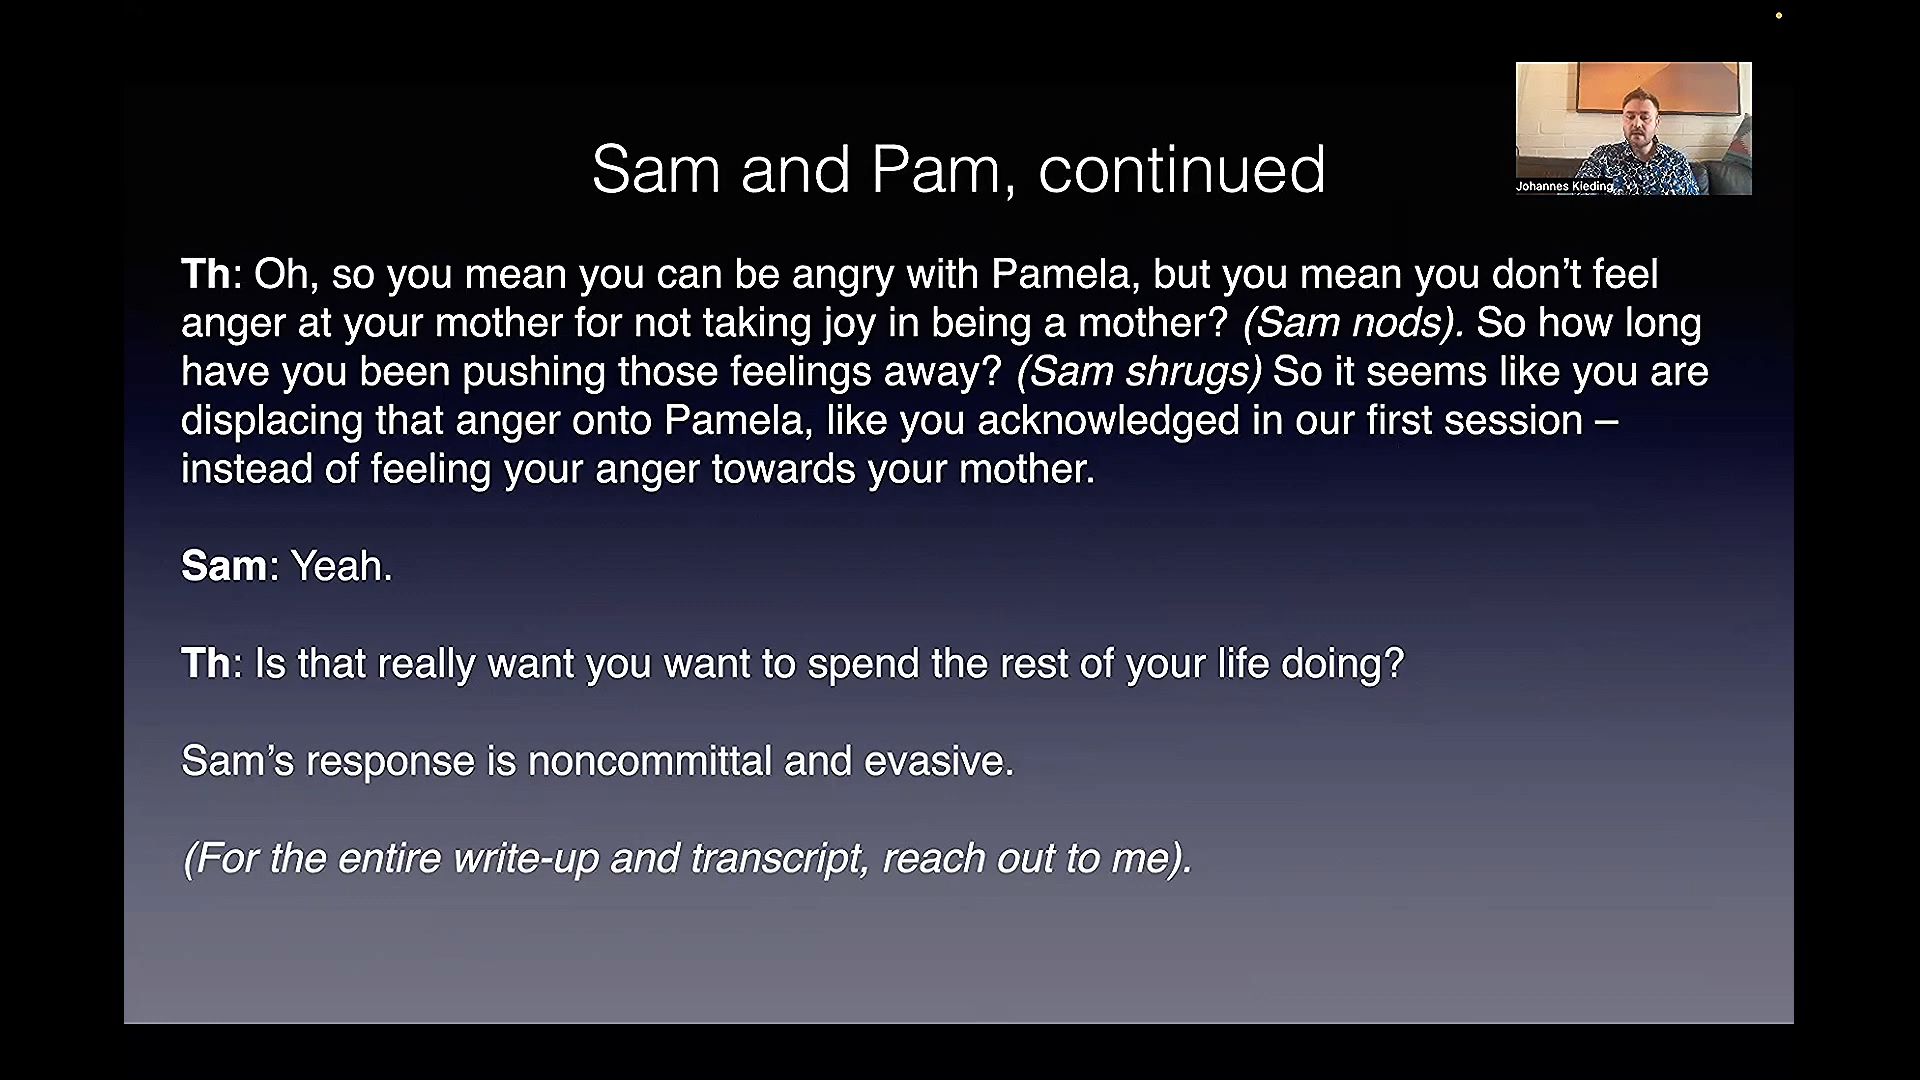 Johannes Kieding
Sam and Pam, continued
Th: Oh, so you mean you can be angry with Pamela, but you mean you don’t feel
anger at your mother for not taking joy in being a mother? (Sam nods). So how long
have you been pushing those feelings away? (Sam shrugs) So it seems like you are
displacing that anger onto Pamela, like you acknowledged in our first session –
instead of feeling your anger towards your mother.
Sam: Yeah.
Th: Is that really want you want to spend the rest of your life doing?
Sam’s response is noncommittal and evasive.
(For the entire write-up and transcript, reach out to me).